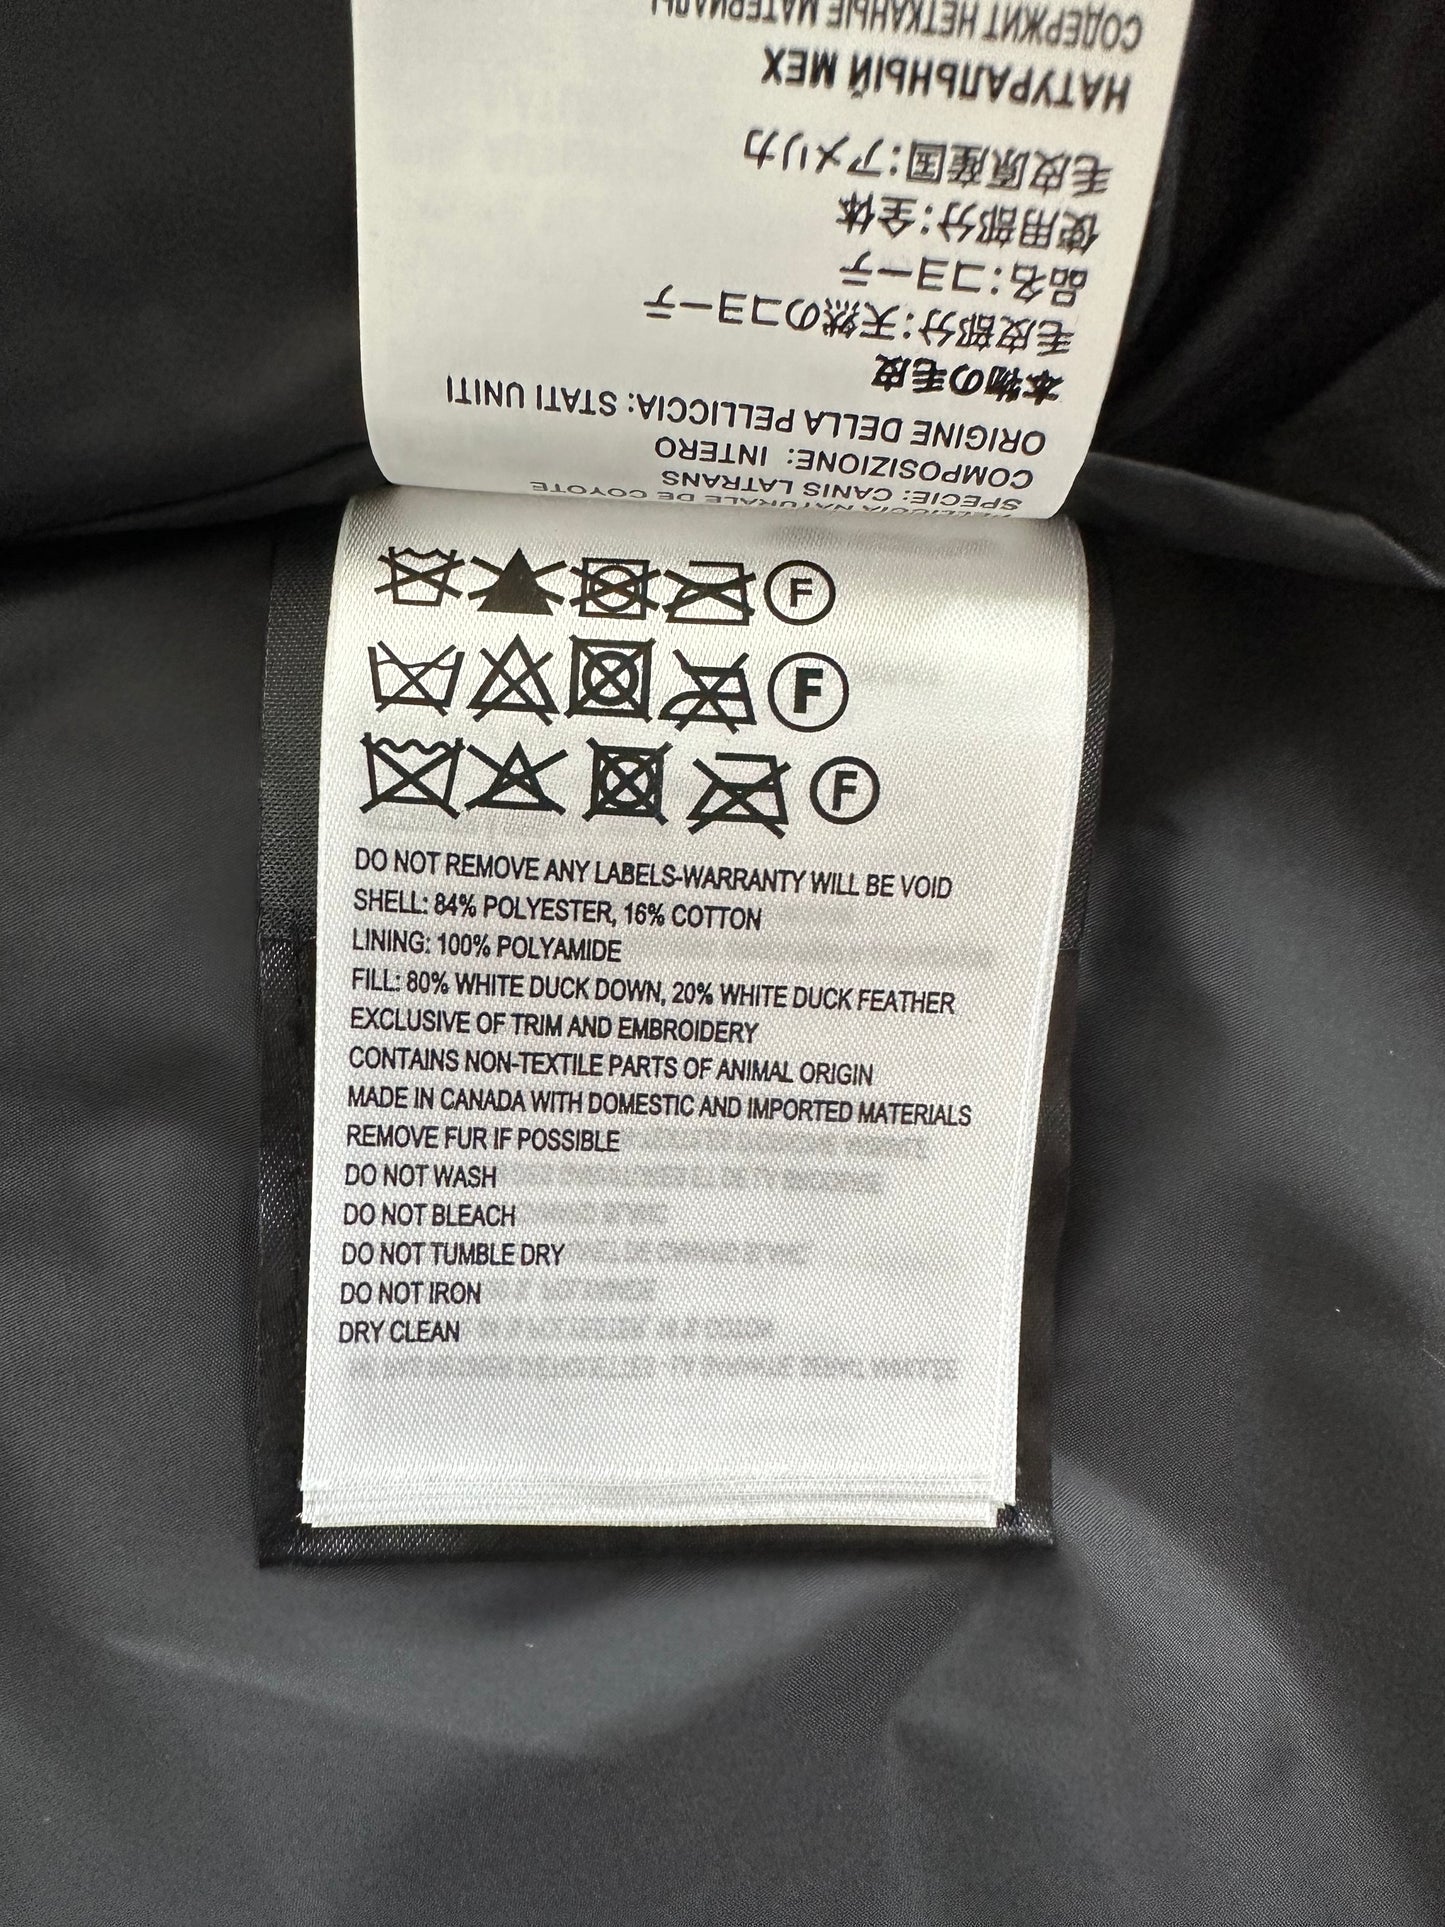 СОДЕРЖИТ НЕТКАНЫЕ МАТЕРИАЛЫ
НАТУРАЛЬНЫЙ МЕХ
毛皮原産国:アメリカ
使用部分:全体
品名:コヨーテ
毛皮部分:天然のコヨーテ
本物の毛皮
ORIGINE DELLA PELLICCIA: STATI UNITI
COMPOSIZIONE: INTERO
SPECIE: CANIS LATRANS
PELLICCIA NATURALE DE COYOTE
F
F
F
DO NOT REMOVE ANY LABELS-WARRANTY WILL BE VOID
SHELL: 84% POLYESTER, 16% COTTON
LINING: 100% POLYAMIDE
FILL: 80% WHITE DUCK DOWN, 20% WHITE DUCK FEATHER
EXCLUSIVE OF TRIM AND EMBROIDERY
CONTAINS NON-TEXTILE PARTS OF ANIMAL ORIGIN
MADE IN CANADA WITH DOMESTIC AND IMPORTED MATERIALS
REMOVE FUR IF POSSIBLE
DO NOT WASH
DO NOT BLEACH
DO NOT TUMBLE DRY
DO NOT IRON
DRY CLEAN